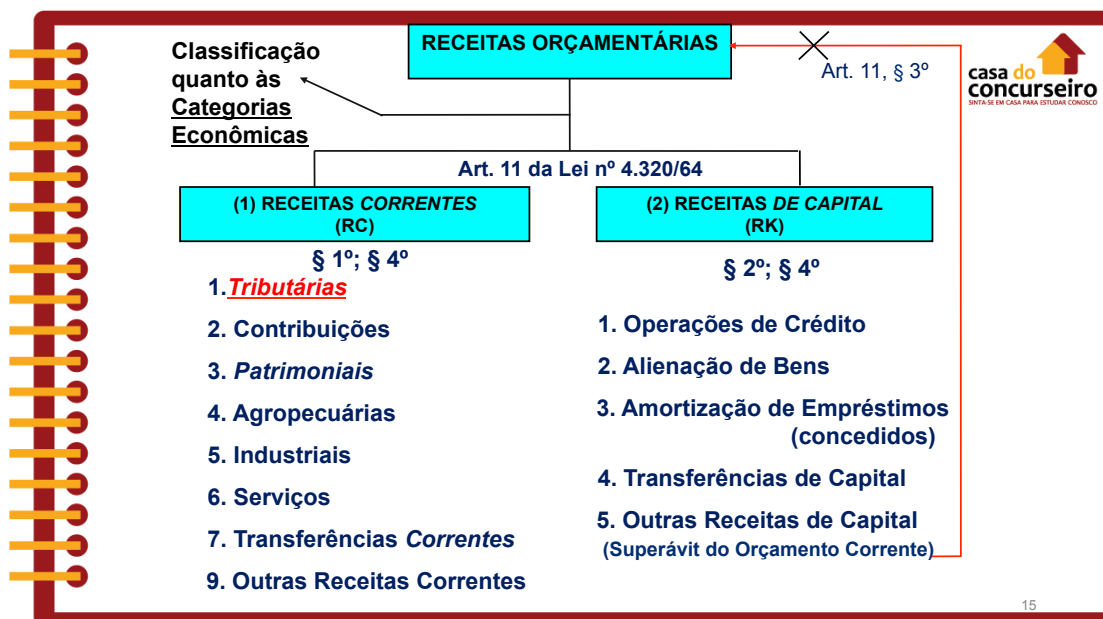 Classificação
quanto às
Categorias
Econômicas
RECEITAS ORÇAMENTÁRIAS
Art. 11, § 3º
casa do
concurseiro
SINTA-SE EM CASA PARA ESTUDAR CONOSCO
Art. 11 da Lei nº 4.320/64
(1) RECEITAS CORRENTES
(RC)
§ 1º; § 4º
1.Tributárias
2. Contribuições
3. Patrimoniais
4. Agropecuárias
5. Industriais
6. Serviços
7. Transferências Correntes
9. Outras Receitas Correntes
(2) RECEITAS DE CAPITAL
(RK)
§ 2º; § 4º
1. Operações de Crédito
2. Alienação de Bens
3. Amortização de Empréstimos
(concedidos)
4. Transferências de Capital
5. Outras Receitas de Capital
(Superávit do Orçamento Corrente)
15